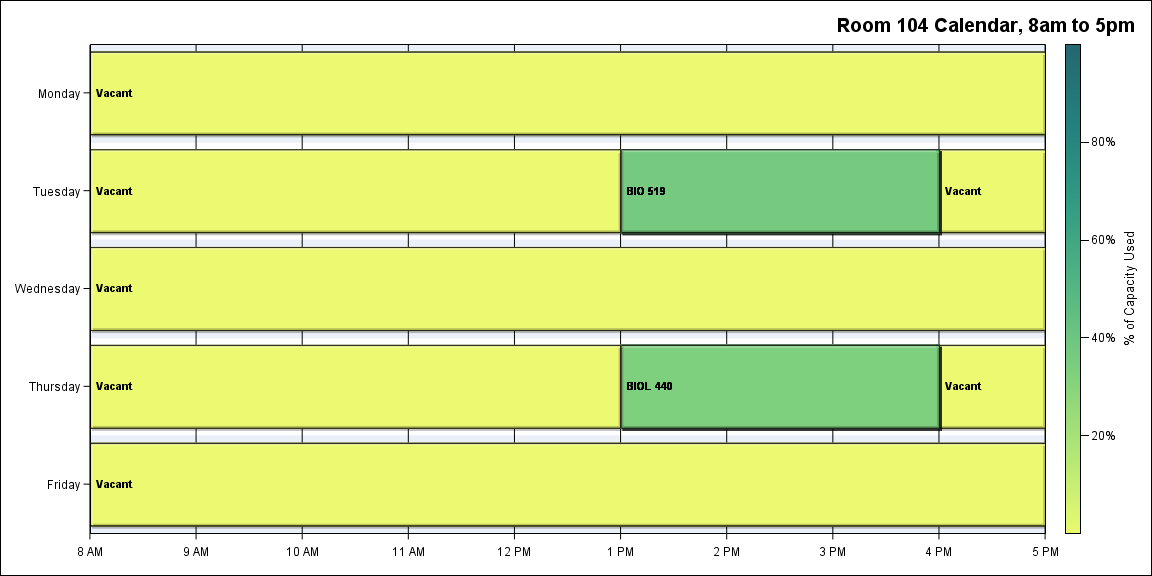 Room 104 Calendar, 8am to 5pm
Monday
Vacant
Tuesday
Vacant
BIO 519
Vacant
Wednesday
Vacant
Thursday
Vacant
BIOL 440
Vacant
Friday
Vacant
8 AM
9 AM
10 AM
11 AM
12 PM
1 PM
2 PM
3 PM
4 PM
5 PM
80%
60%
40%
20%
% of Capacity Used